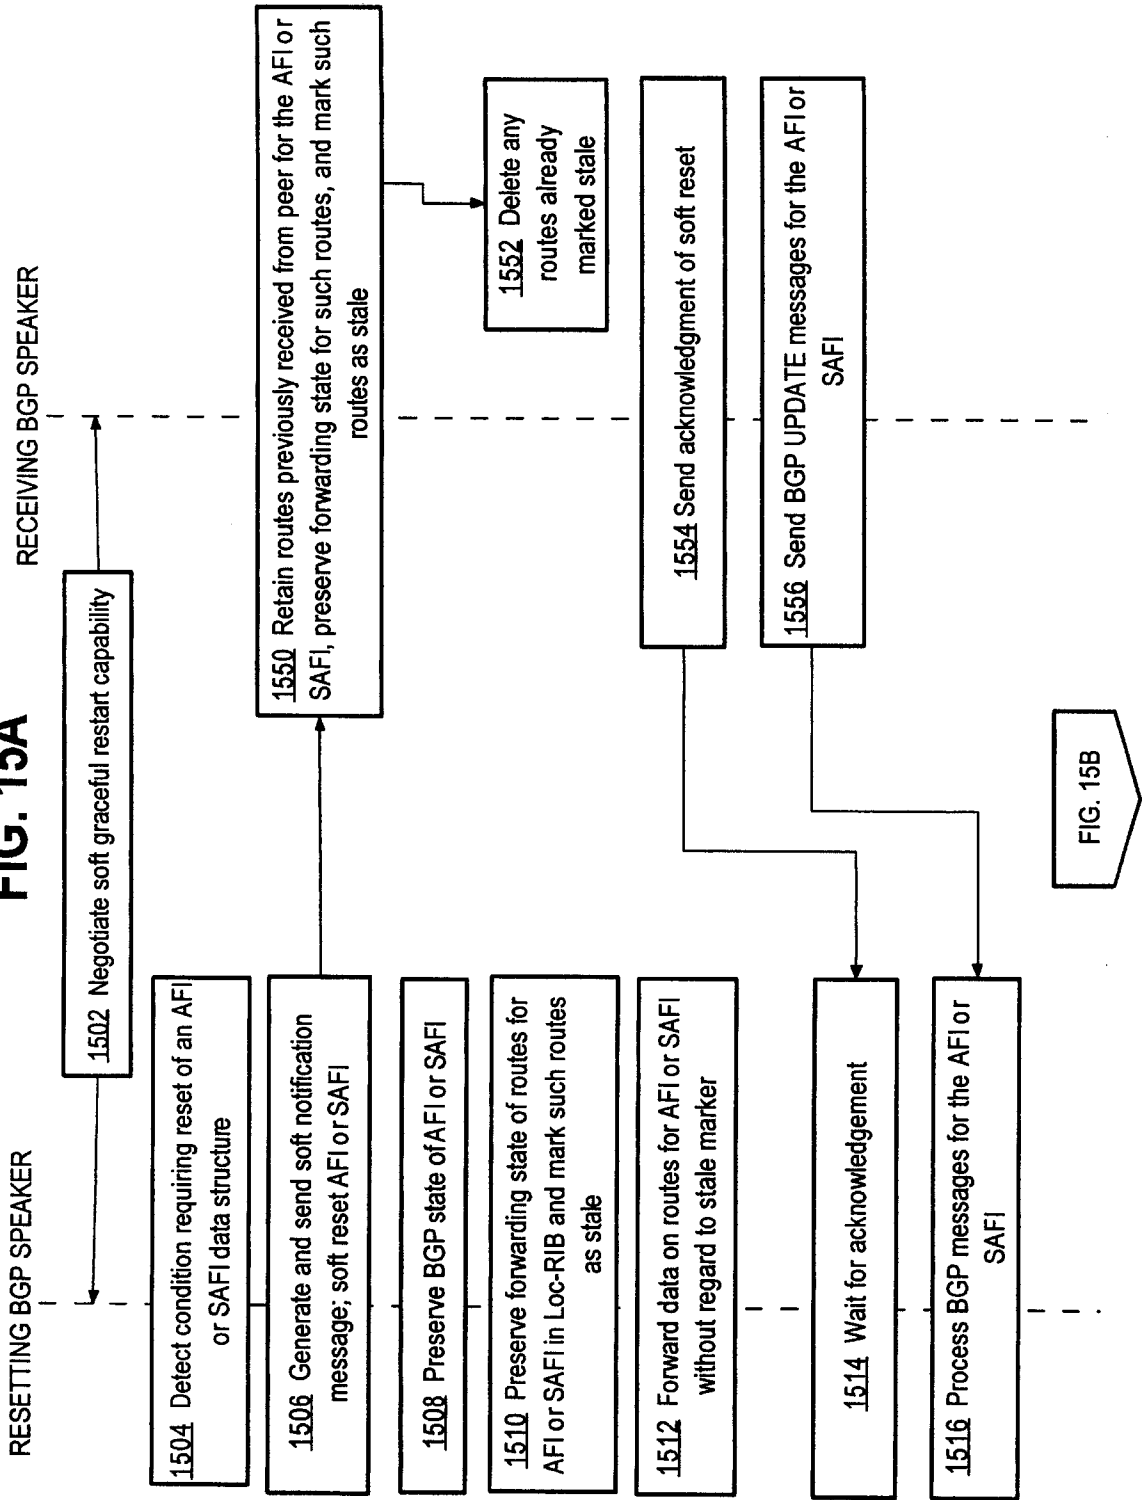 FIG. 15A
RESETTING BGP SPEAKER
RECEIVING BGP SPEAKER
1502 Negotiate soft graceful restart capability
1504 Detect condition requiring reset of an AFI
or SAFI data structure
1506 Generate and send soft notification
message; soft reset AFI or SAFI
1550 Retain routes previously received from peer for the AFI or
SAFI, preserve forwarding state for such routes, and mark such
routes as stale
1508 Preserve BGP state of AFI or SAFI
1552 Delete any
routes already
marked stale
1510 Preserve forwarding state of routes for
AFI or SAFI in Loc-RIB and mark such routes
as stale
1512 Forward data on routes for AFI or SAFI
without regard to stale marker
1554 Send acknowledgment of soft reset
1514 Wait for acknowledgement
1556 Send BGP UPDATE messages for the AFI or
SAFI
1516 Process BGP messages for the AFI or
SAFI
FIG. 15B